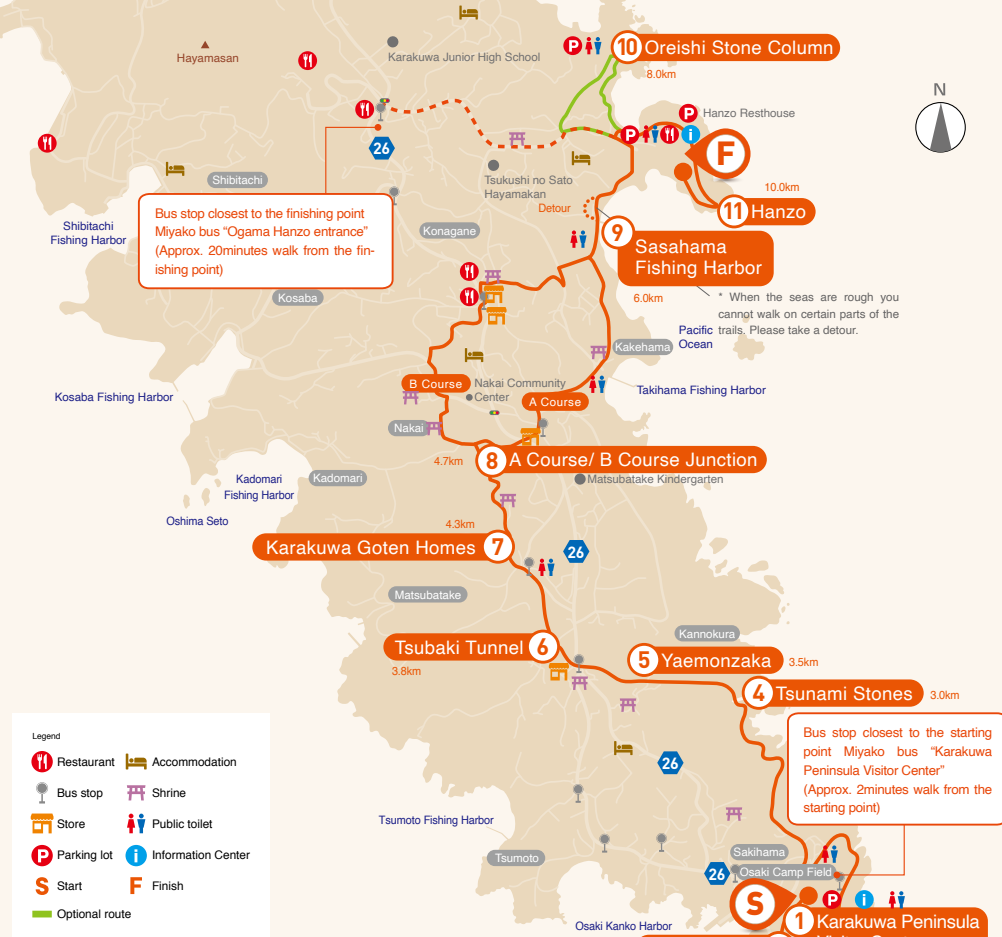 Hayamasan
Karakuwa Junior High School
P
10 Oreishi Stone Column
8.0km
N
26
P
Hanzo Resthouse
P
i
F
Shibitachi
Tsukushi no Sato
Hayamakan
10.0km
11 Hanzo
Bus stop closest to the finishing point
Miyako bus “Ogama Hanzo entrance”
(Approx. 20minutes walk from the fin-
ishing point)
Shibitachi
Fishing Harbor
Konagane
Detour
9
Sasahama
Fishing Harbor
6.0km
* When the seas are rough you
cannot walk on certain parts of the
trails. Please take a detour.
Kosaba
Pacific
Ocean
Kakehama
Kosaba Fishing Harbor
B Course
Nakai Community
Center
A Course
Takihama Fishing Harbor
Nakai
4.7km
8 A Course/ B Course Junction
Kadomari
Fishing Harbor
Kadomari
Matsubatake Kindergarten
Oshima Seto
4.3km
Karakuwa Goten Homes 7
26
Matsubatake
Kannokura
Tsubaki Tunnel 6
3.8km
5 Yaemonzaka
3.5km
4 Tsunami Stones
3.0km
Bus stop closest to the starting
point Miyako bus “Karakuwa
Peninsula Visitor Center”
(Approx. 2minutes walk from the
starting point)
26
Tsumoto Fishing Harbor
Tsumoto
Sakihama
26
Osaki Camp Field
S
P
i
Osaki Kanko Harbor
1 Karakuwa Peninsula
Legend
Restaurant
Accommodation
Bus stop
Shrine
Store
Public toilet
P Parking lot
i Information Center
S Start
F Finish
Optional route